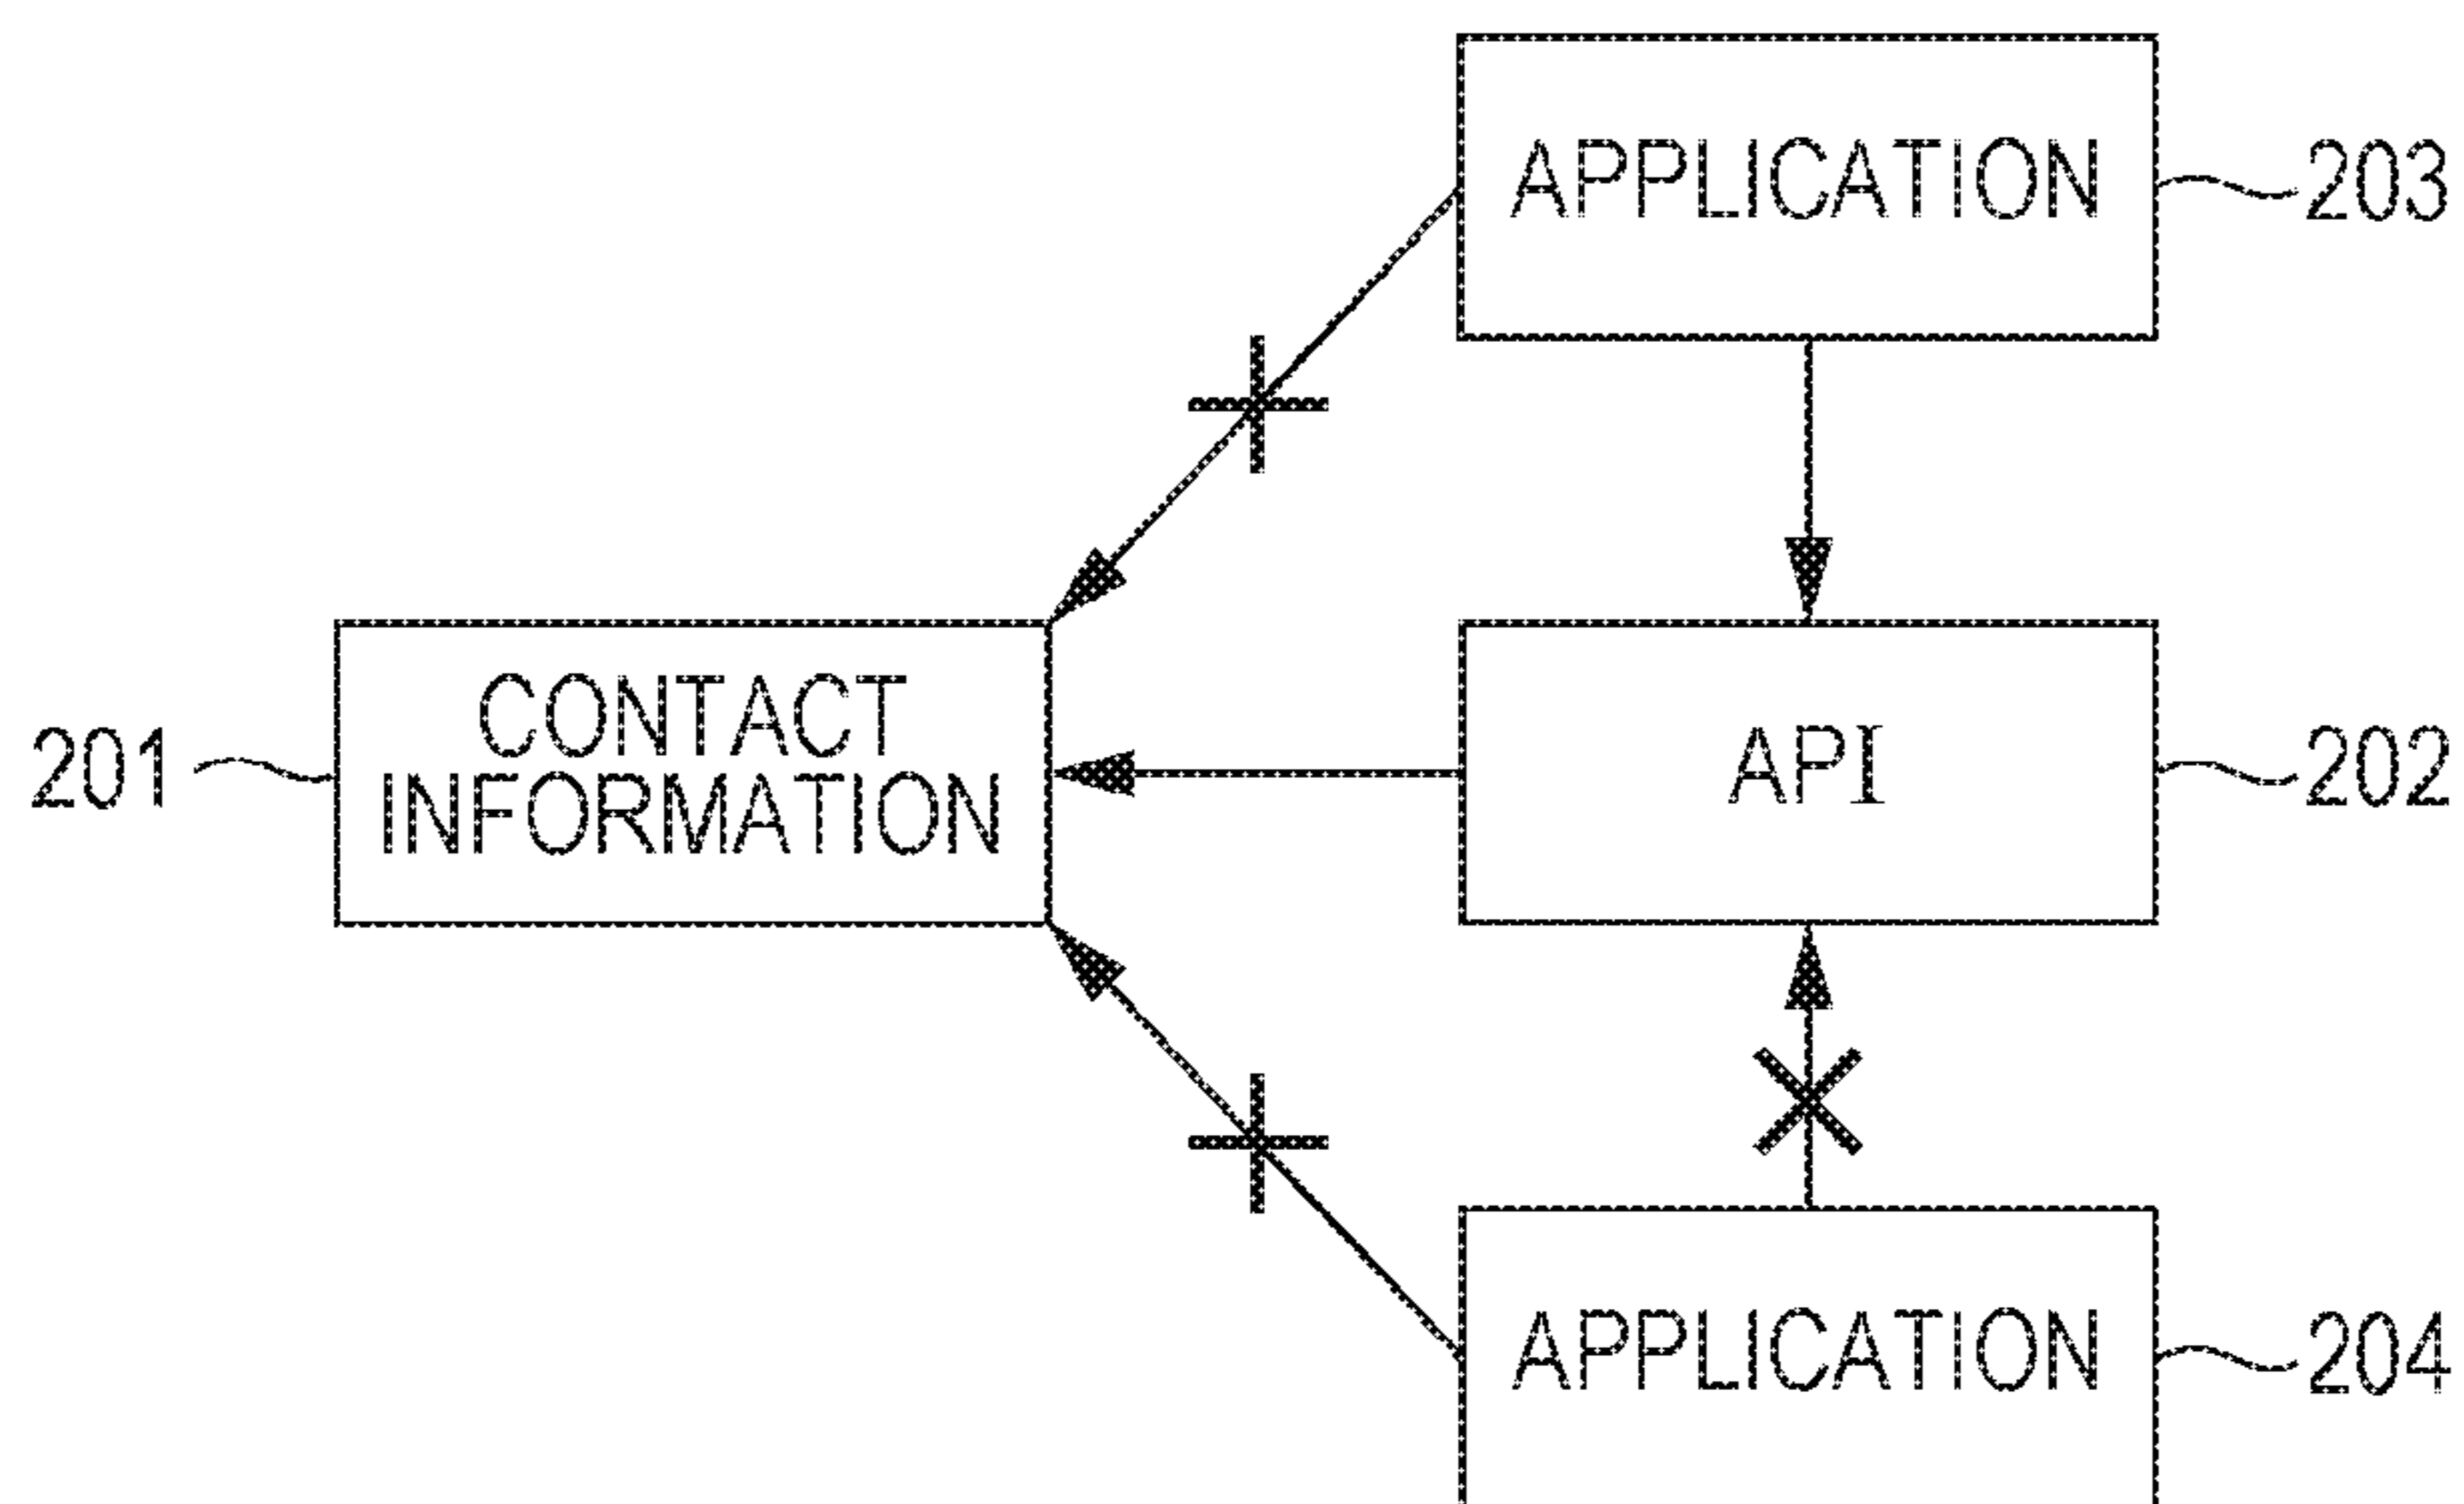 APPLICATION
203
CONTACT
INFORMATION
201
API
202
APPLICATION
204